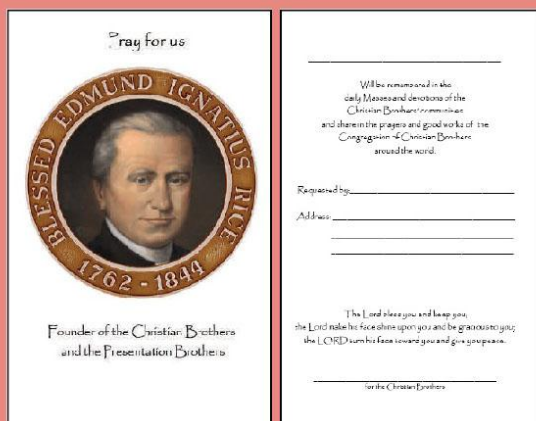 Pray for us
BLESSED EDMUND IGNATIUS RICE
1762 - 1844
Founder of the Christian Brothers
and the Presentation Brothers
Will be remembered in the
daily Masses and devotions of the
Christian Brothers' communities
and share in the prayers and good works of the
Congregation of Christian Brothers
around the world.
Requested by:
Address:
The Lord bless you and keep you,
the Lord make his face shine upon you and be gracious to you;
the LORD turn his face toward you and give you peace.
for the Christian Brothers